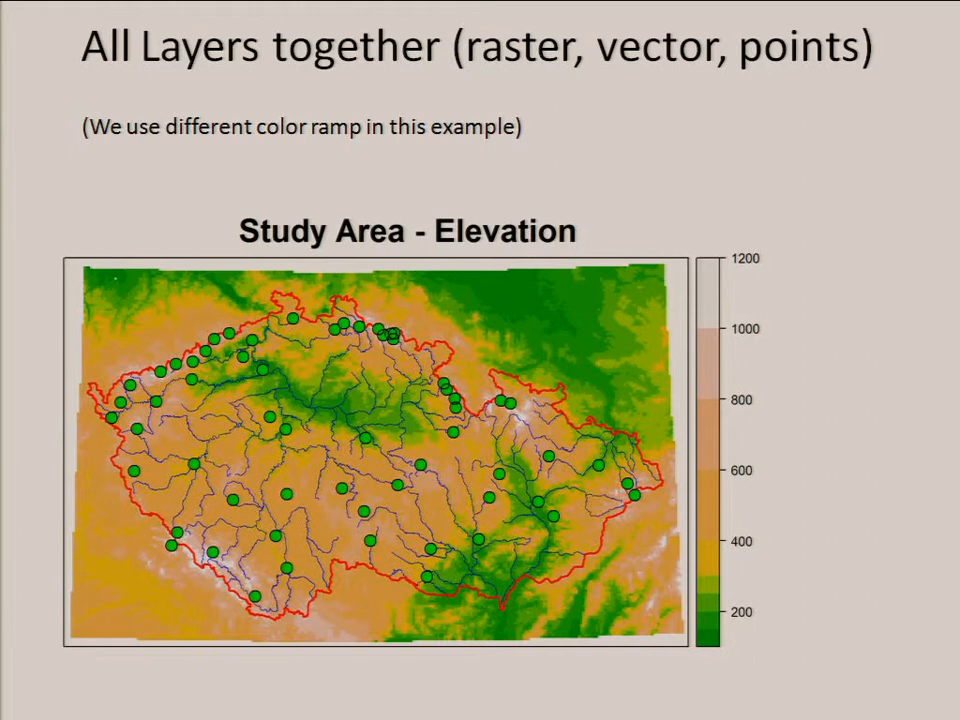 All Layers together (raster, vector, points)
(We use different color ramp in this example)
Study Area - Elevation
1200
1000
800
600
400
200